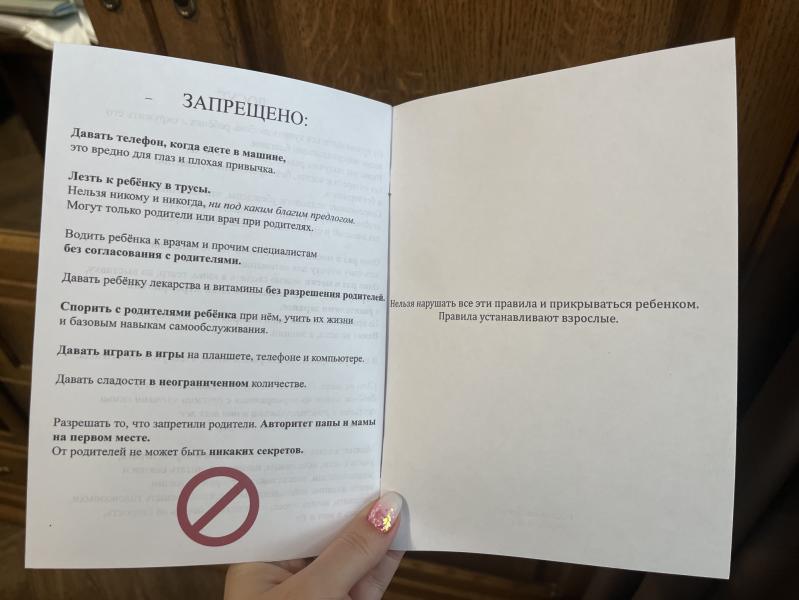 ЗАПРЕЩЕНО:
Давать телефон, когда едете в машине,
это вредно для глаз и плохая привычка.
Лезть к ребёнку в трусы.
Нельзя никому и никогда, ни под каким благим предлогом.
Могут только родители или врач при родителях.
Водить ребёнка к врачам и прочим специалистам
без согласования с родителями.
Давать ребёнку лекарства и витамины без разрешения родителей.
Спорить с родителями ребёнка при нём, учить их жизни
и базовым навыкам самообслуживания.
Давать играть в игры на планшете, телефоне и компьютере.
Давать сладости в неограниченном количестве.
Разрешать то, что запретили родители. Авторитет папы и мамы
на первом месте.
От родителей не может быть никаких секретов.
Нельзя нарушать все эти правила и прикрываться ребенком.
Правила устанавливают взрослые.